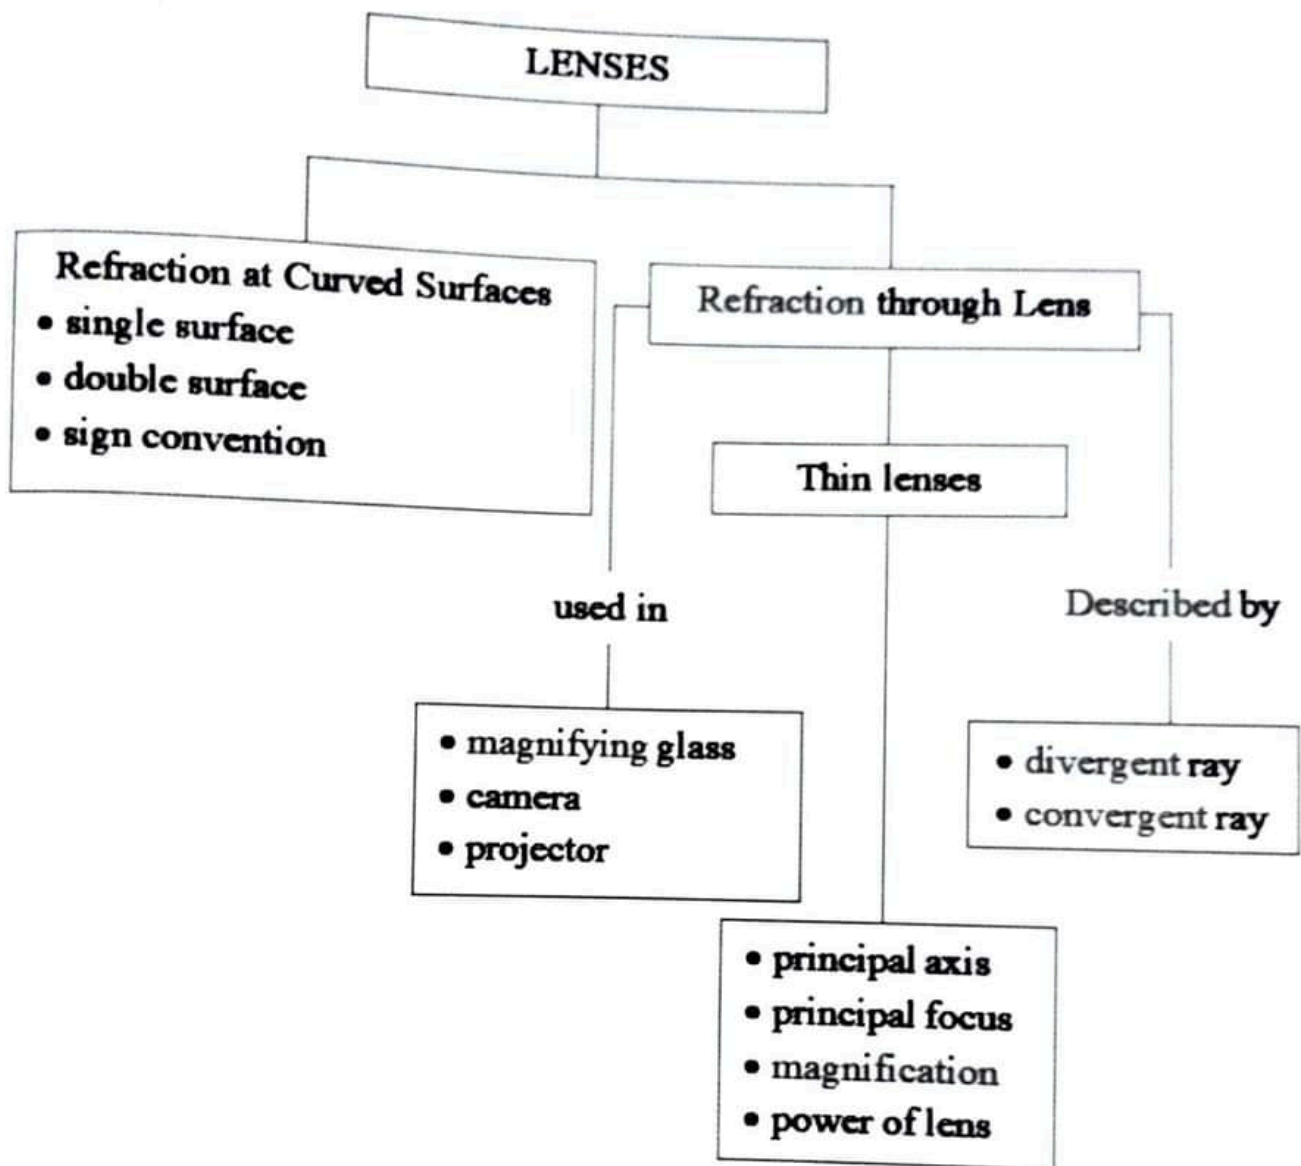 LENSES
Refraction at Curved Surfaces
• single surface
• double surface
• sign convention
Refraction through Lens
Thin lenses
used in
Described by
• magnifying glass
• camera
• projector
• divergent ray
• convergent ray
• principal axis
• principal focus
• magnification
• power of lens